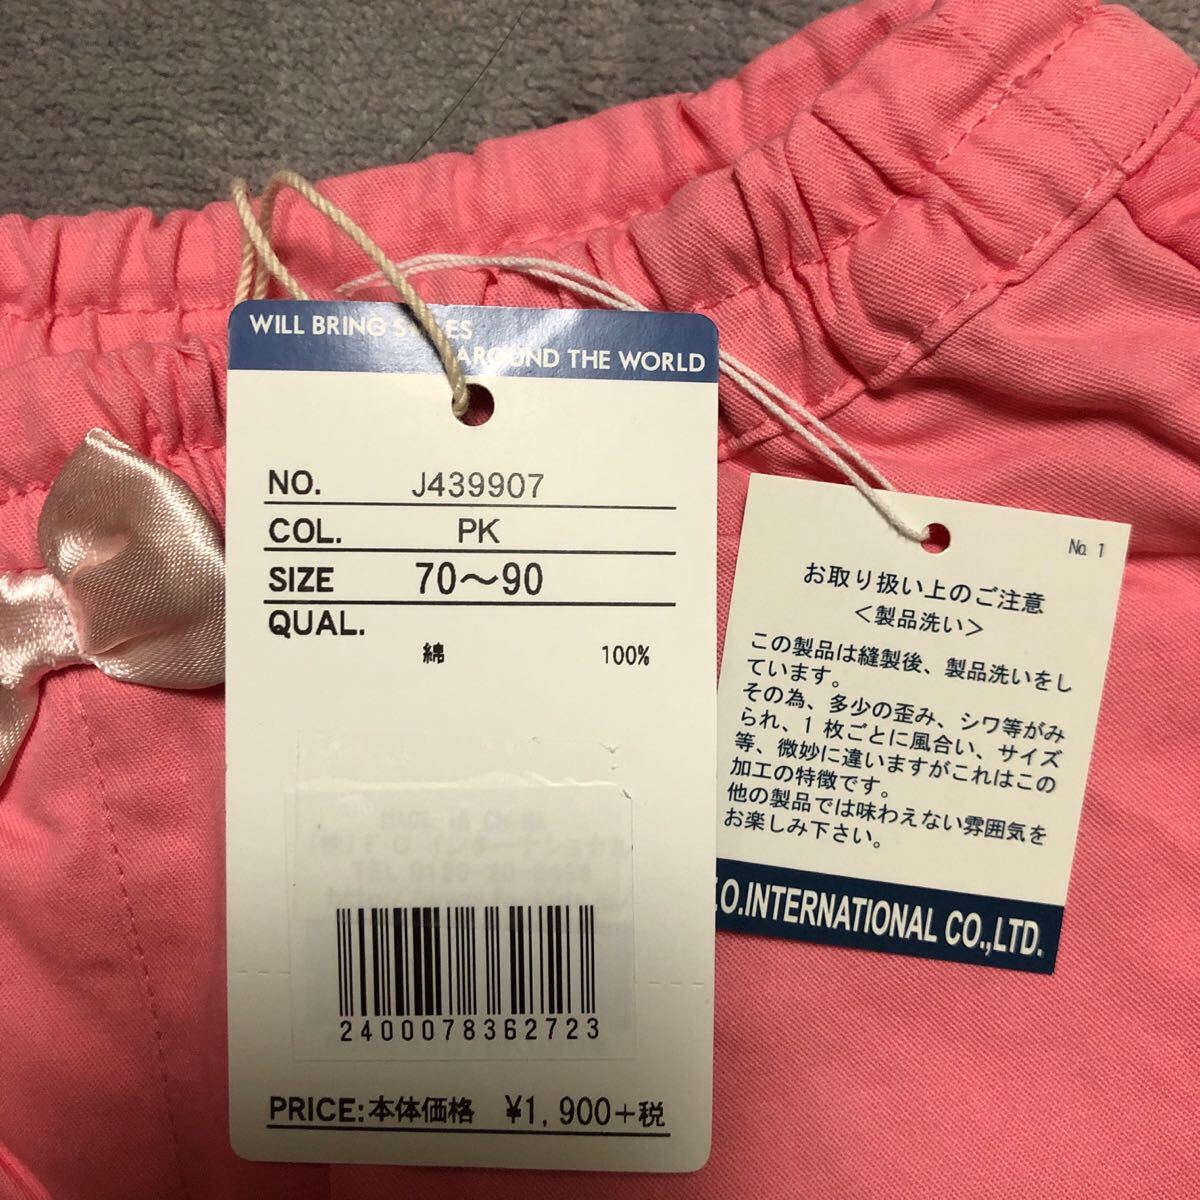 WILL BRING SMILES
AROUND THE WORLD
NO. J439907
COL. PK
SIZE 70～90
QUAL.
綿 100%
MADE IN CHINA
2400078362723
PRICE:本体価格 ¥1,900+税
No. 1
お取り扱い上のご注意
＜製品洗い＞
この製品は縫製後、製品洗いをし
ています。
その為、多少の歪み、シワ等がみ
られ、1枚ごとに風合い、サイズ
等、微妙に違いますがこれはこの
加工の特徴です。
他の製品では味わえない雰囲気を
お楽しみ下さい。
.O.INTERNATIONAL CO.,LTD.